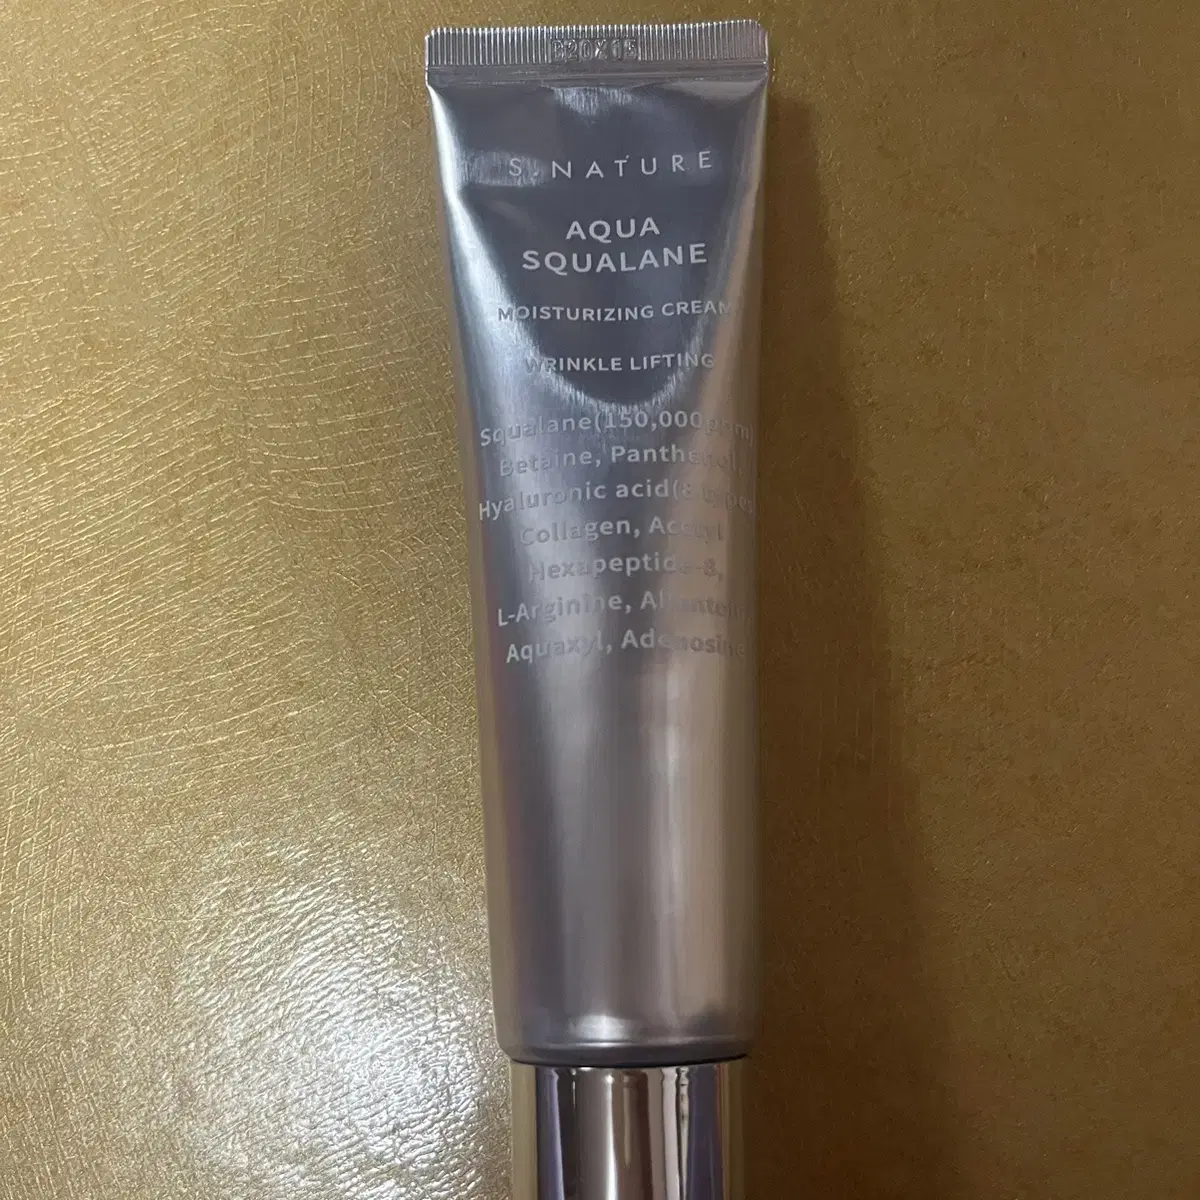 S.NATURE
AQUA
SQUALANE
MOISTURIZING CREAM
WRINKLE LIFTING
Squalane(150,000ppm)
Betaine, Panthenol,
Hyaluronic acid(8 types)
Collagen, Acetyl
Hexapeptide-8,
L-Arginine, Allantoin,
Aquaxyl, Adenosine